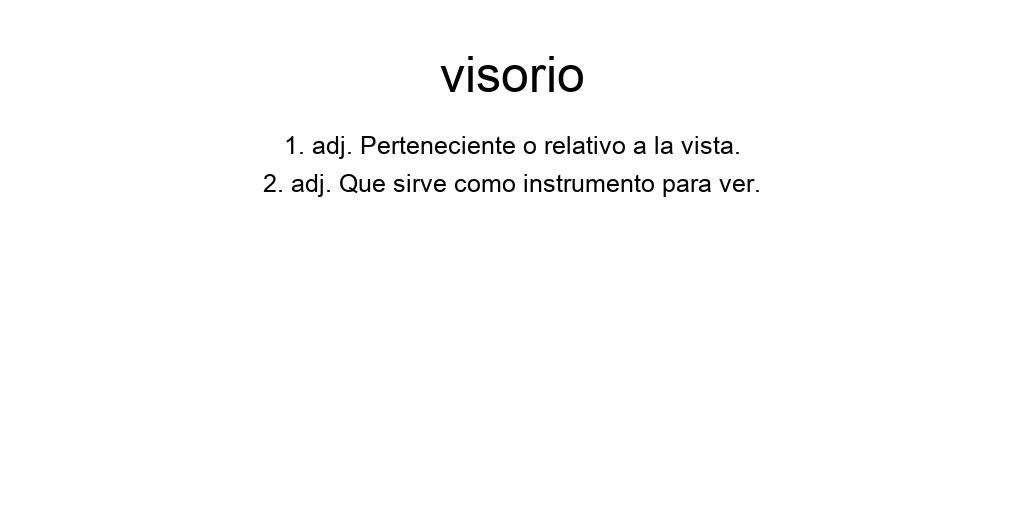 visorio
1. adj. Perteneciente o relativo a la vista.
2. adj. Que sirve como instrumento para ver.